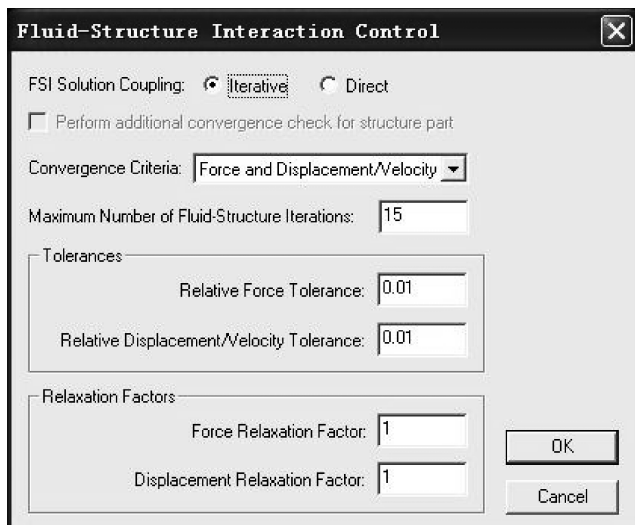 Fluid-Structure Interaction Control
FSI Solution Coupling: Iterative Direct
Perform additional convergence check for structure part
Convergence Criteria: Force and Displacement/Velocity
Maximum Number of Fluid-Structure Iterations: 15
Tolerances
Relative Force Tolerance: 0.01
Relative Displacement/Velocity Tolerance: 0.01
Relaxation Factors
Force Relaxation Factor: 1
Displacement Relaxation Factor: 1
OK
Cancel